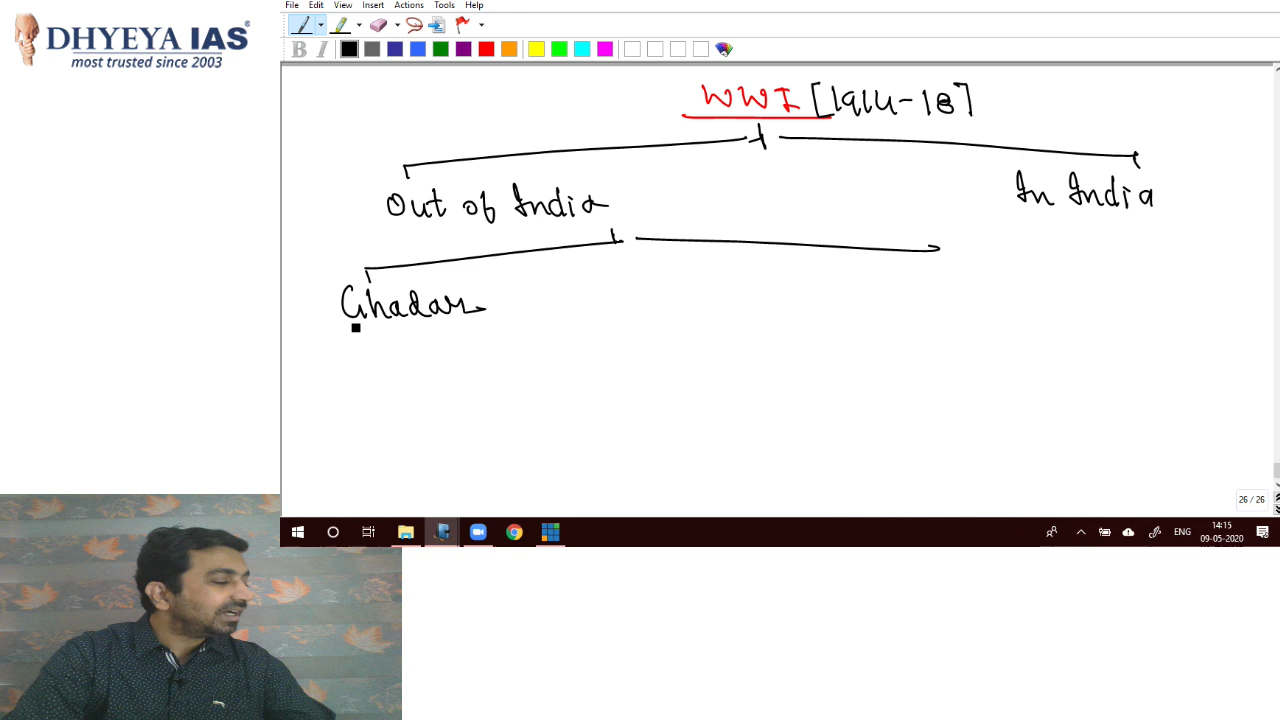 File Edit View Insert Actions Tools Help
DHYEYA IAS®
most trusted since 2003
B I
WWI [1914-18]
Out of India
In India
Ghadar
26 / 26
ENG
14:15
09-05-2020